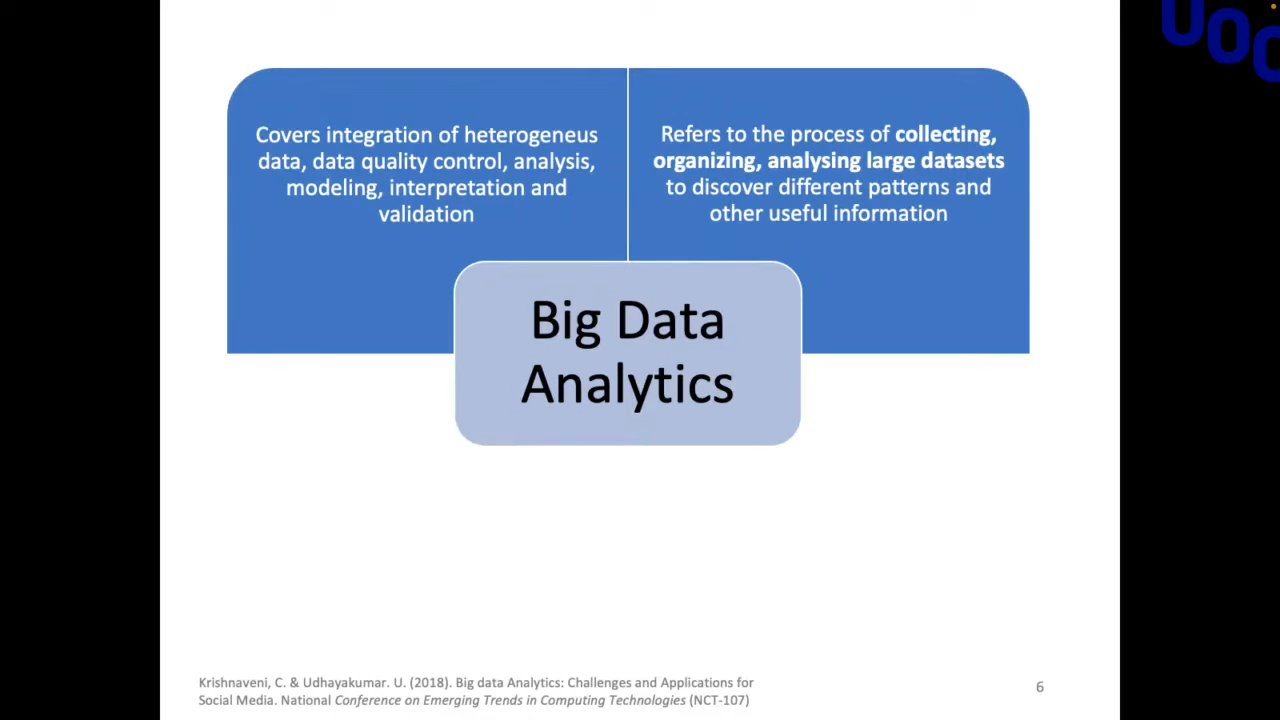 UOC
Covers integration of heterogeneus
data, data quality control, analysis,
modeling, interpretation and
validation
Refers to the process of collecting,
organizing, analysing large datasets
to discover different patterns and
other useful information
Big Data
Analytics
Krishnaveni, C. & Udhayakumar. U. (2018). Big data Analytics: Challenges and Applications for
Social Media. National Conference on Emerging Trends in Computing Technologies (NCT-107)
6